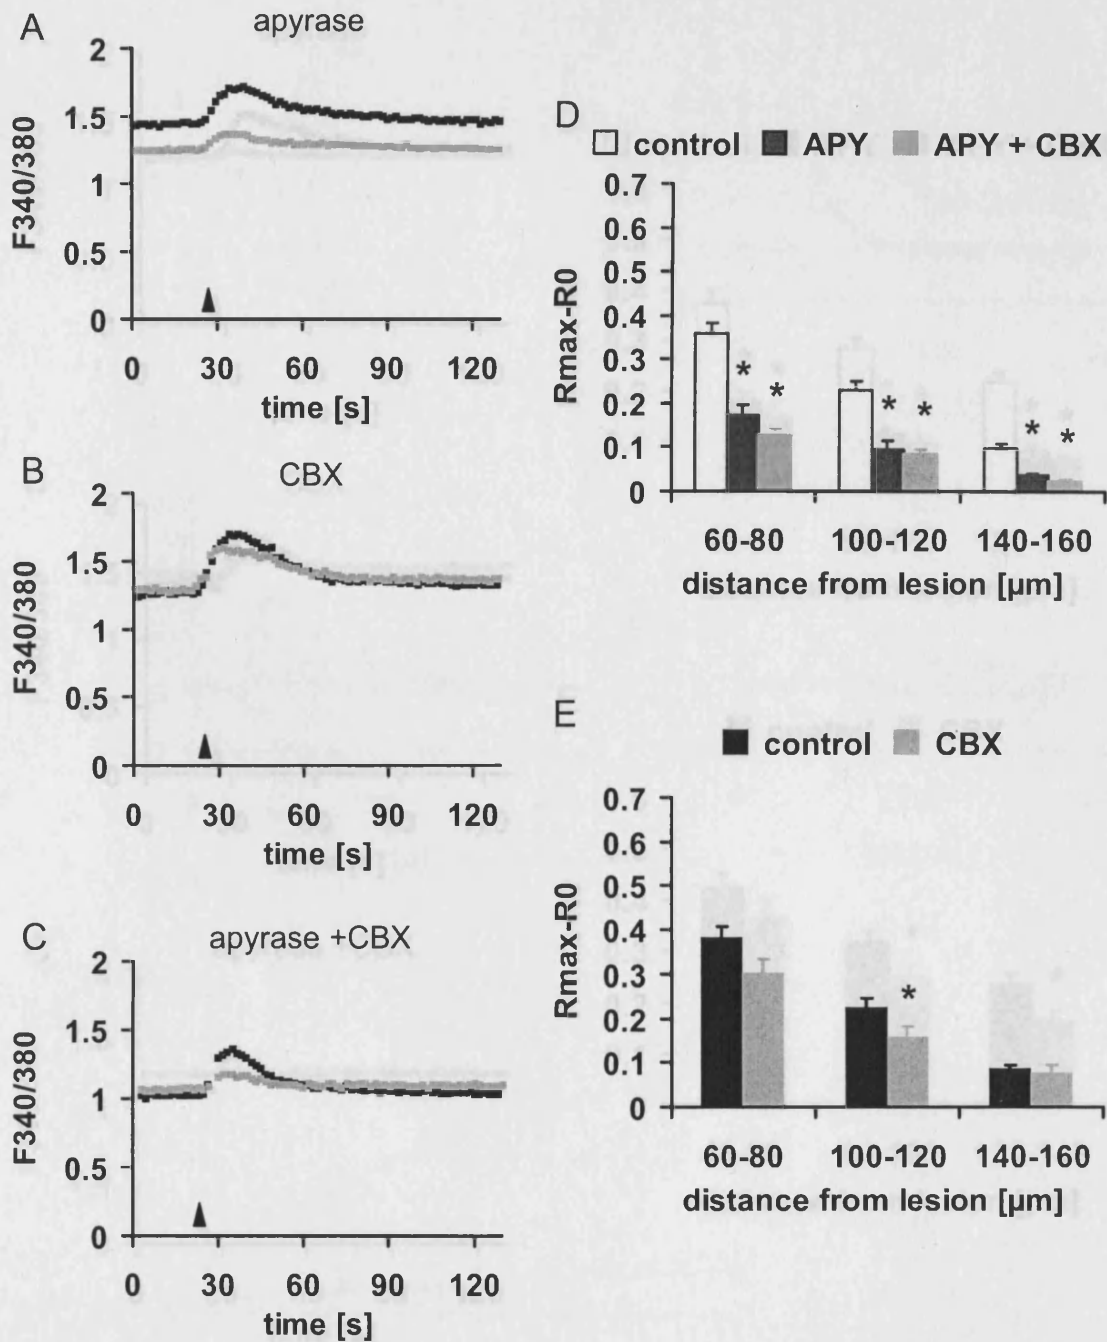 A
apyrase
F340/380
2
1.5
1
0.5
0
0 30 60 90 120
time [s]
B
CBX
F340/380
2
1.5
1
0.5
0
0 30 60 90 120
time [s]
C
apyrase +CBX
F340/380
2
1.5
1
0.5
0
0 30 60 90 120
time [s]
D
control APY APY + CBX
Rmax-R0
0.7
0.6
0.5
0.4
0.3
0.2
0.1
0
* *
* *
* *
60-80 100-120 140-160
distance from lesion [µm]
E
control CBX
Rmax-R0
0.7
0.6
0.5
0.4
0.3
0.2
0.1
0
*
60-80 100-120 140-160
distance from lesion [µm]